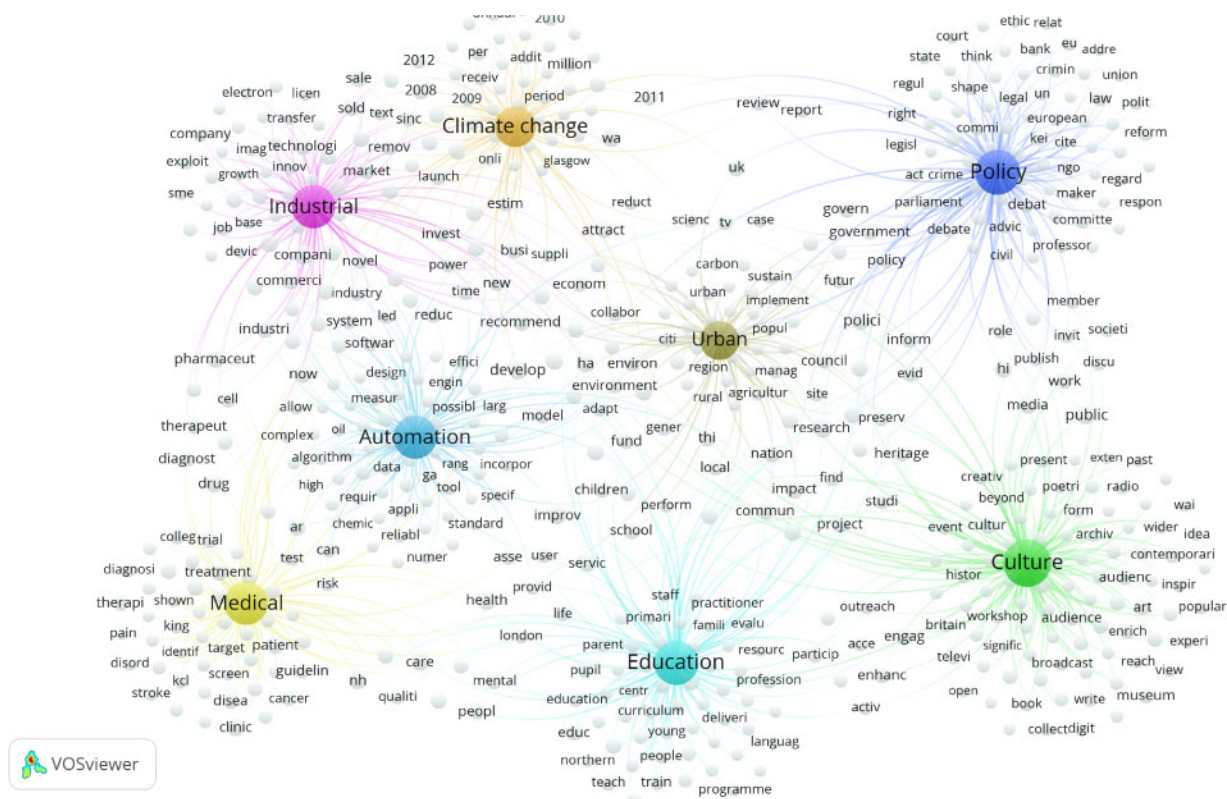 2010
ethic relat
court
eu
bank
addre
state
think
2012
per
addit
million
crimin
union
sale
receiv
regul
shape
legal
un
law
polit
electron
licen
2008
2009
period
2011
review
report
right
european
sold
text
sinc
transfer
Climate change
commi
kei
cite
reform
company
technologi
wa
legisl
imag
remov
exploit
innov
market
onli
glasgow
uk
act crime
Policy
ngo
regard
growth
launch
sme
maker
respon
Industrial
estim
reduct
parliament
debat
govern
committe
job
base
scienc
tv
case
attract
government
debate
advic
invest
professor
devic
compani
novel
busi
suppli
policy
civil
power
carbon
sustain
commerci
futur
industry
time
new
econom
urban
implement
member
system
led
reduc
recommend
collabor
popul
polici
industri
role
invit
societi
softwar
citi
Urban
inform
pharmaceut
now
effici
develop
ha
environ
council
publish
discu
design
region
manag
evid
hi
cell
engin
environment
work
allow
measur
possibl
larg
rural
agricultur
site
media
public
therapeut
complex
oil
model
adapt
preserv
Automation
gener
thi
research
diagnost
algorithm
data
rang
incorpor
fund
nation
heritage
present
exten
past
local
drug
high
ga
find
creativ
poetri
radio
requir
tool
specif
children
impact
beyond
appli
perform
studi
form
wai
ar
chemic
standard
improv
commun
project
event
cultur
wider
idea
colleg
trial
can
reliabl
school
archiv
test
numer
asse
user
contemporari
diagnosi
treatment
servic
Culture
audienc
risk
provid
histor
inspir
therapi
shown
Medical
health
staff
practitioner
outreach
art
popular
king
life
primari
famili
evalu
britain
workshop
audience
pain
identif
target
patient
london
parent
engag
signific
enrich
experi
disord
screen
guidelin
care
Education
resourc
particip
acce
televi
broadcast
reach
view
kcl
nh
mental
pupil
enhanc
stroke
disea
cancer
qualiti
education
centr
profession
open
write
museum
clinic
peopl
curriculum
deliveri
activ
book
collect
digit
educ
young
languag
northern
people
teach
train
programme
VOSviewer